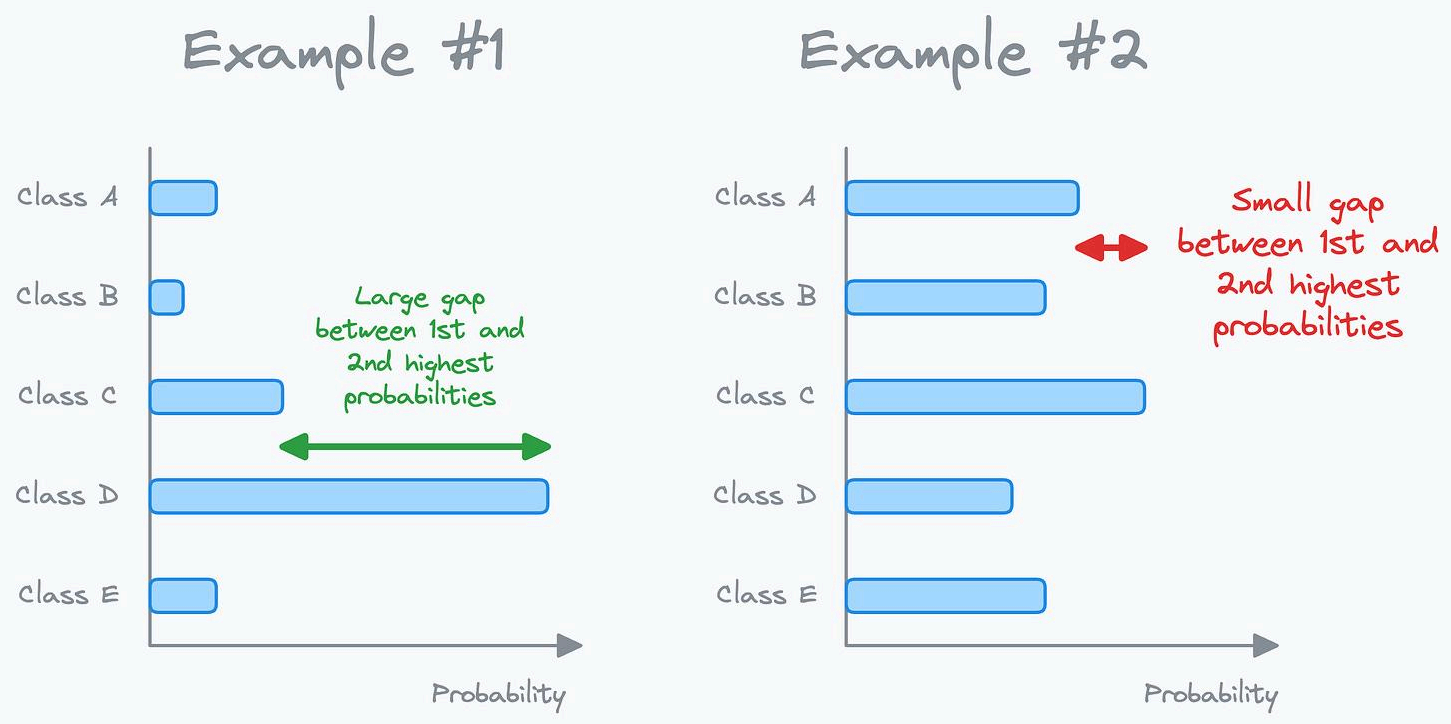 Example #1
Class A
Class B
Class C
Class D
Class E
Large gap
between 1st and
2nd highest
probabilities
Probability
Example #2
Class A
Class B
Class C
Class D
Class E
Small gap
between 1st and
2nd highest
probabilities
Probability